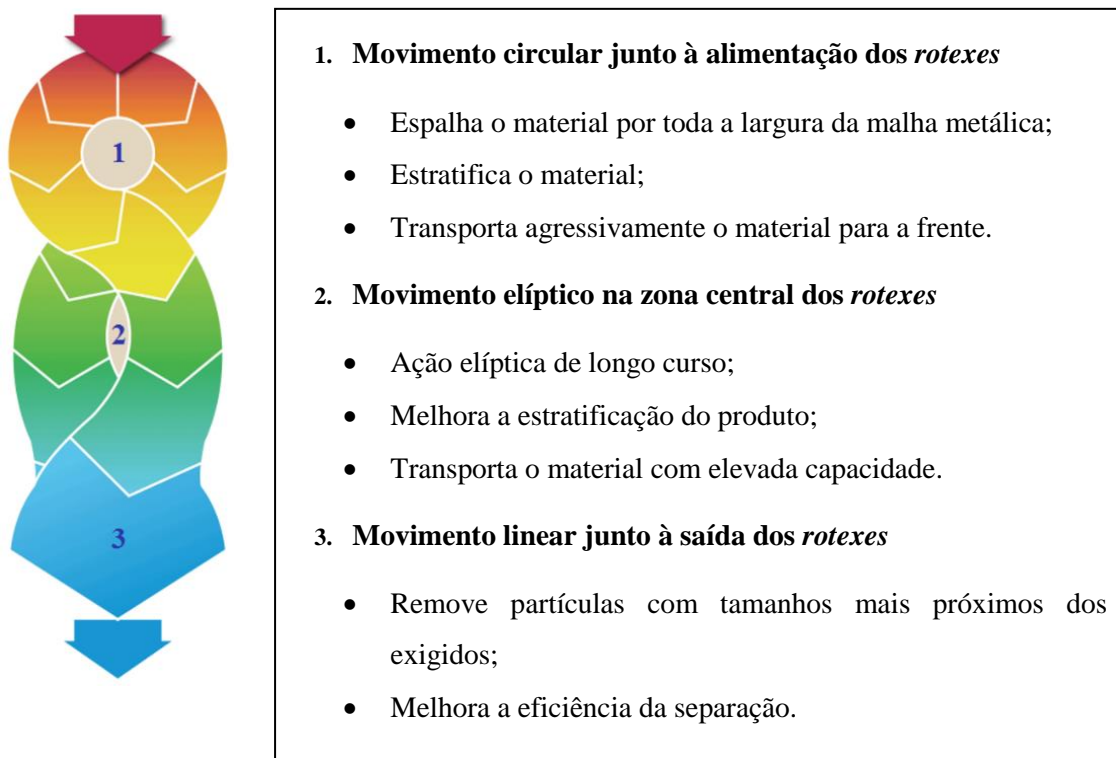 1
2
3
1. Movimento circular junto à alimentação dos rotexes
• Espalha o material por toda a largura da malha metálica;
• Estratifica o material;
• Transporta agressivamente o material para a frente.
2. Movimento elíptico na zona central dos rotexes
• Ação elíptica de longo curso;
• Melhora a estratificação do produto;
• Transporta o material com elevada capacidade.
3. Movimento linear junto à saída dos rotexes
• Remove partículas com tamanhos mais próximos dos
exigidos;
• Melhora a eficiência da separação.